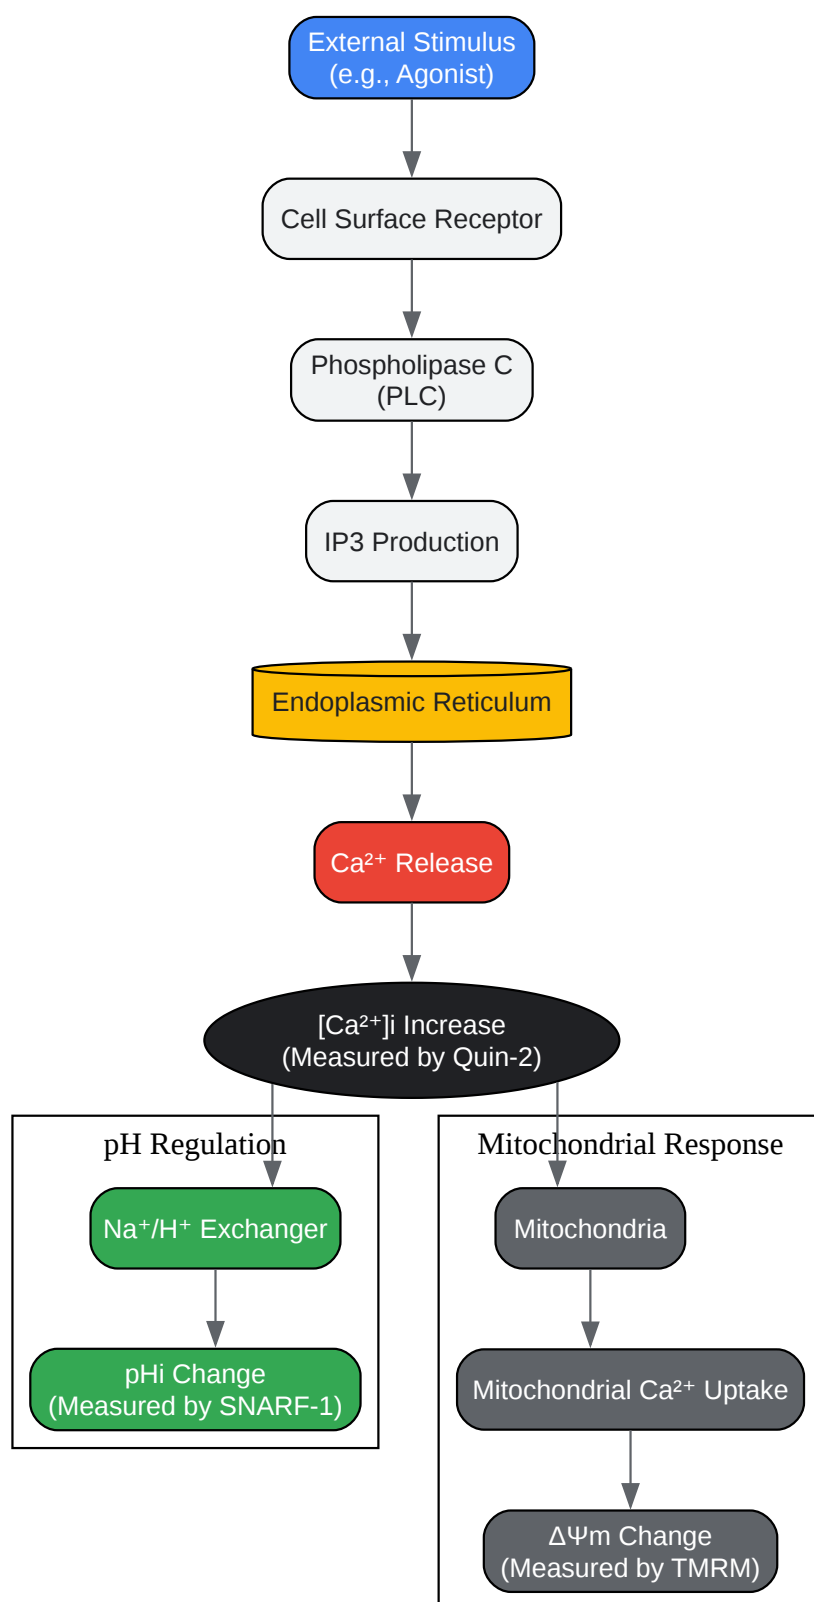 External Stimulus
(e.g., Agonist)
Cell Surface Receptor
Phospholipase C
(PLC)
IP3 Production
Endoplasmic Reticulum
Ca²⁺ Release
[Ca²⁺]i Increase
(Measured by Quin-2)
pH Regulation
Na⁺/H⁺ Exchanger
pHi Change
(Measured by SNARF-1)
Mitochondrial Response
Mitochondria
Mitochondrial Ca²⁺ Uptake
ΔΨm Change
(Measured by TMRM)